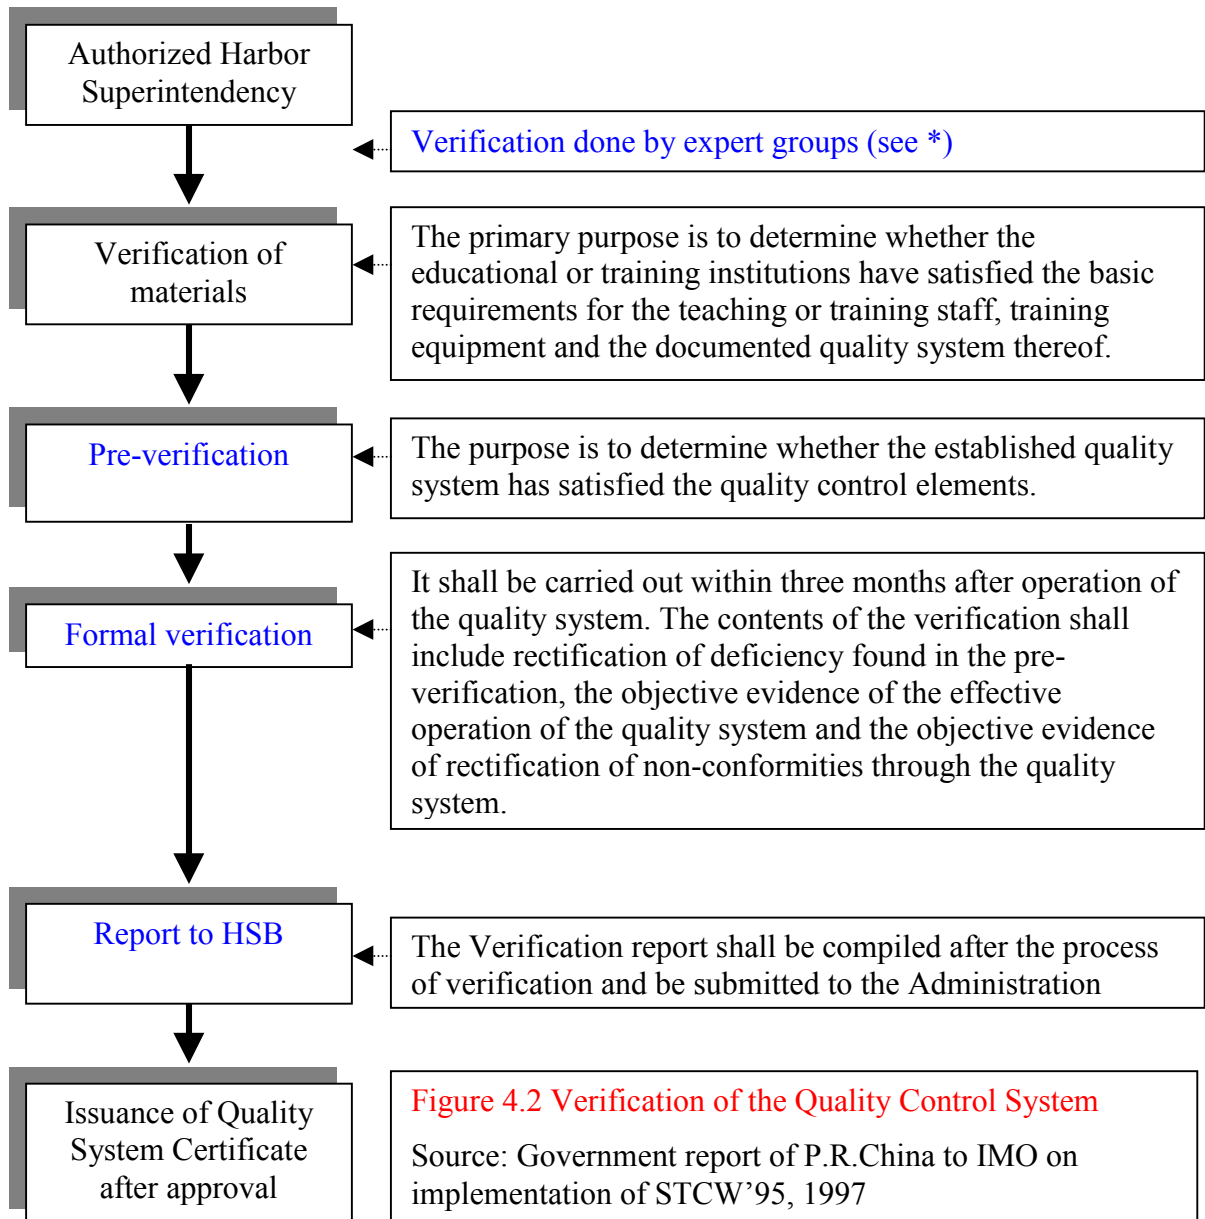 Authorized Harbor
Superintendency
Verification done by expert groups (see *)
Verification of
materials
The primary purpose is to determine whether the
educational or training institutions have satisfied the basic
requirements for the teaching or training staff, training
equipment and the documented quality system thereof.
Pre-verification
The purpose is to determine whether the established quality
system has satisfied the quality control elements.
Formal verification
It shall be carried out within three months after operation of
the quality system. The contents of the verification shall
include rectification of deficiency found in the pre-
verification, the objective evidence of the effective
operation of the quality system and the objective evidence
of rectification of non-conformities through the quality
system.
Report to HSB
The Verification report shall be compiled after the process
of verification and be submitted to the Administration
Issuance of Quality
System Certificate
after approval
Figure 4.2 Verification of the Quality Control System
Source: Government report of P.R.China to IMO on
implementation of STCW’95, 1997